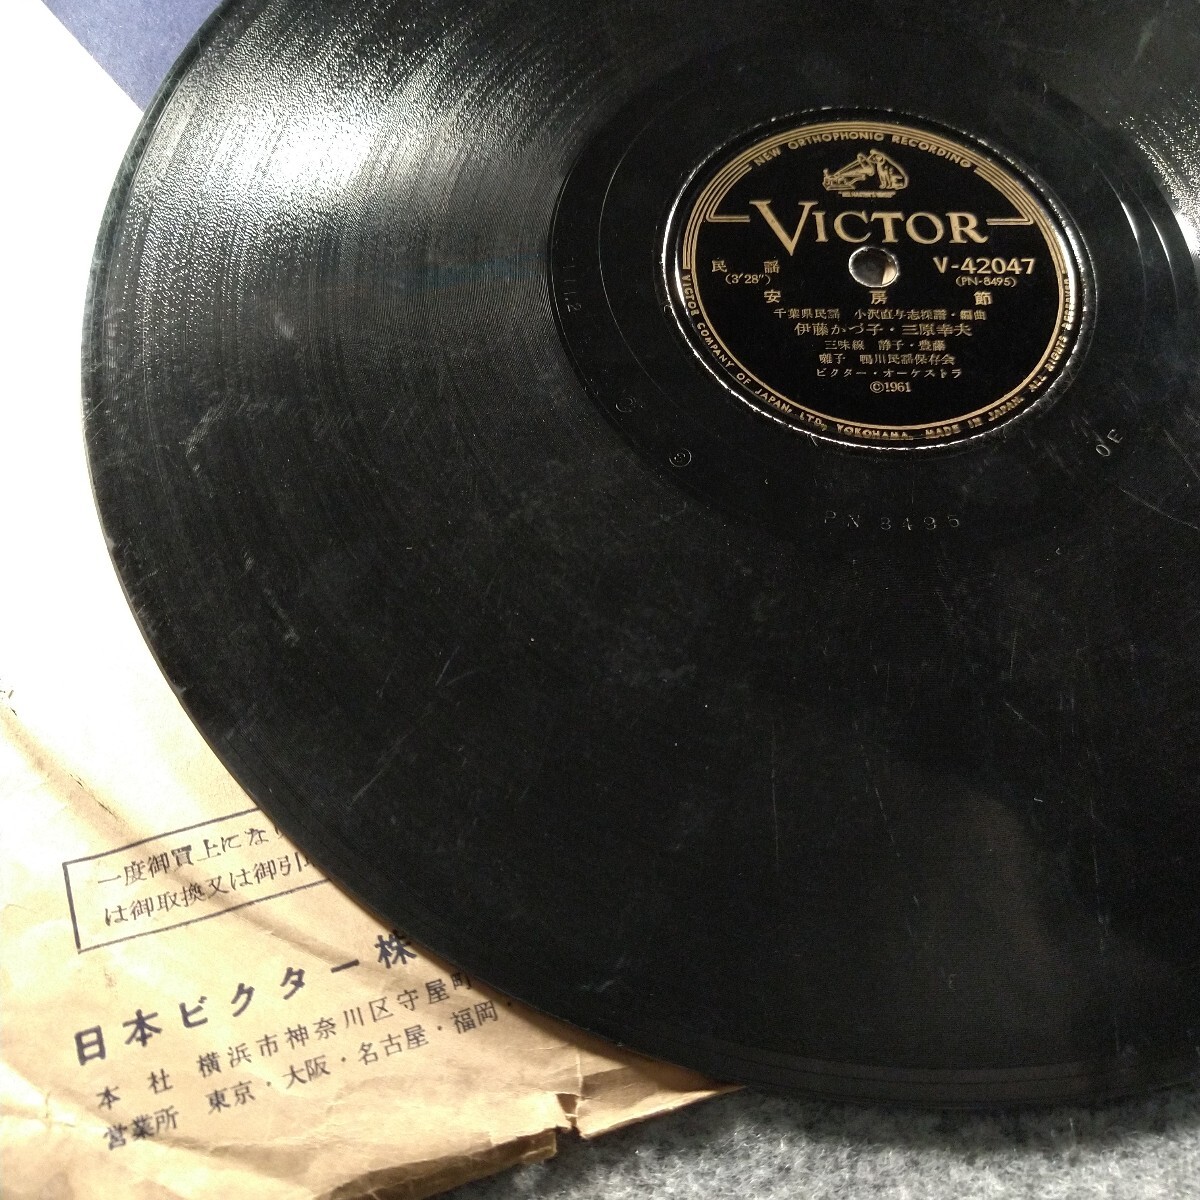 NEW ORTHOPHONIC RECORDING
VICTOR
民謡 V-42047
(3'28") (PN-8495)
安房節
千葉県民謡 小沢直与志採譜・編曲
伊藤かづ子・三原幸夫
三味線 静子・豊藤
囃子 鴨川民謡保存会
ビクター・オーケストラ
©1961
VICTOR COMPANY OF JAPAN, LTD., YOKOHAMA. MADE IN JAPAN. ALL RIGHTS
111.2
PN 8495
OE
一度御買上にな
は御取換又は御引
日本ビクター株
本社 横浜市神奈川区守屋町
営業所 東京・大阪・名古屋・福岡・